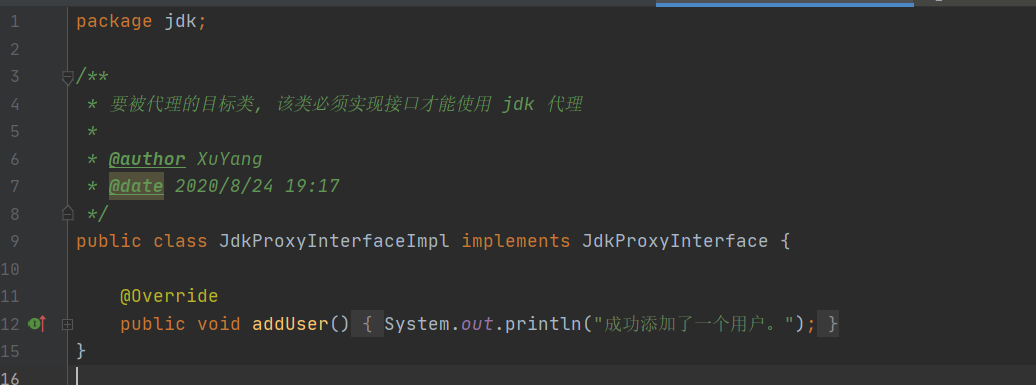 1 package jdk;
2
3 /**
4 * 要被代理的目标类, 该类必须实现接口才能使用 jdk 代理
5 *
6 * @author XuYang
7 * @date 2020/8/24 19:17
8 */
9 public class JdkProxyInterfaceImpl implements JdkProxyInterface {
10
11 @Override
12 public void addUser() { System.out.println("成功添加了一个用户。"); }
15 }
16